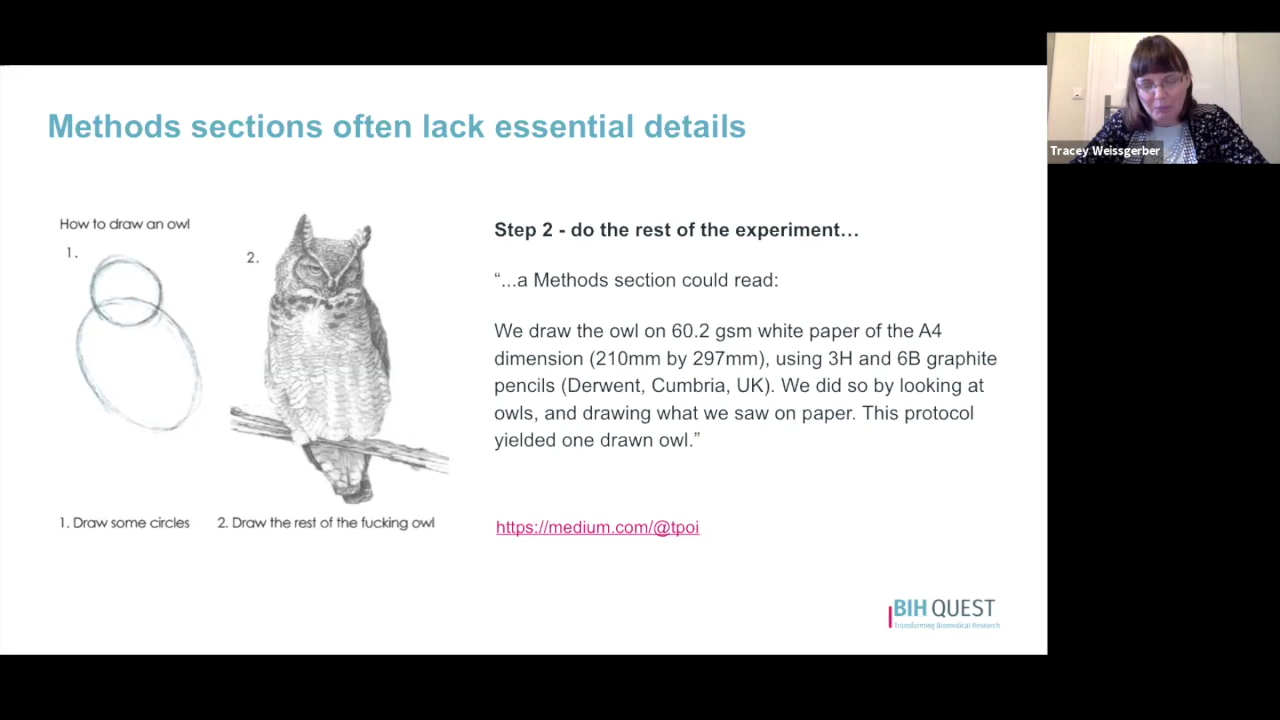 Methods sections often lack essential details
How to draw an owl
1.
2.
1. Draw some circles
2. Draw the rest of the fucking owl
Step 2 - do the rest of the experiment…
“...a Methods section could read:
We draw the owl on 60.2 gsm white paper of the A4
dimension (210mm by 297mm), using 3H and 6B graphite
pencils (Derwent, Cumbria, UK). We did so by looking at
owls, and drawing what we saw on paper. This protocol
yielded one drawn owl.”
https://medium.com/@tpoi
BIH QUEST
Transforming Biomedical Research
Tracey Weissgerber